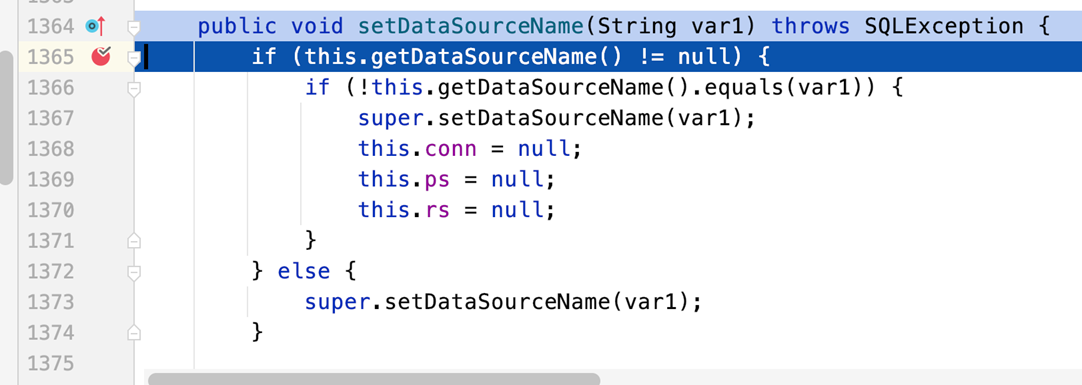 1364 public void setDataSourceName(String var1) throws SQLException {
1365 if (this.getDataSourceName() != null) {
1366 if (!this.getDataSourceName().equals(var1)) {
1367 super.setDataSourceName(var1);
1368 this.conn = null;
1369 this.ps = null;
1370 this.rs = null;
1371 }
1372 } else {
1373 super.setDataSourceName(var1);
1374 }
1375